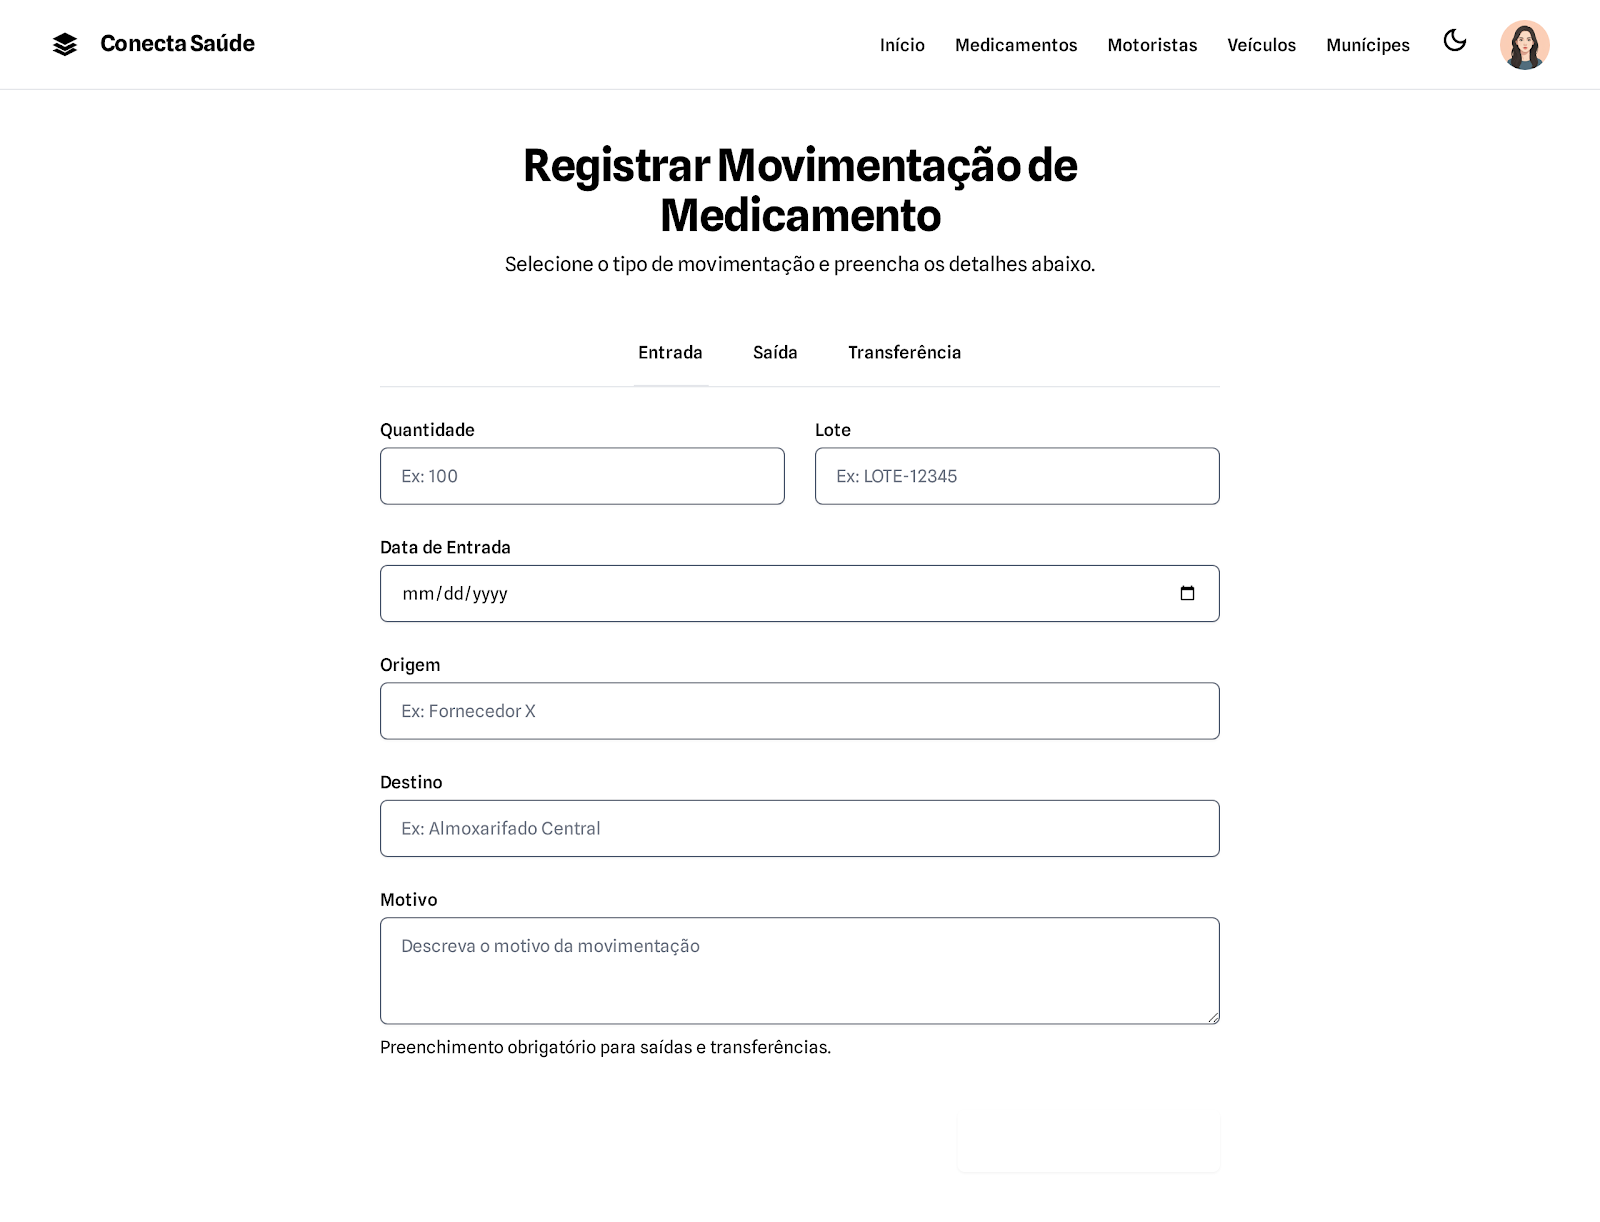 Conecta Saúde
Início Medicamentos Motoristas Veículos Munícipes
Registrar Movimentação de
Medicamento
Selecione o tipo de movimentação e preencha os detalhes abaixo.
Entrada Saída Transferência
Quantidade Lote
Ex: 100 Ex: LOTE-12345
Data de Entrada
mm/dd/yyyy
Origem
Ex: Fornecedor X
Destino
Ex: Almoxarifado Central
Motivo
Descreva o motivo da movimentação
Preenchimento obrigatório para saídas e transferências.